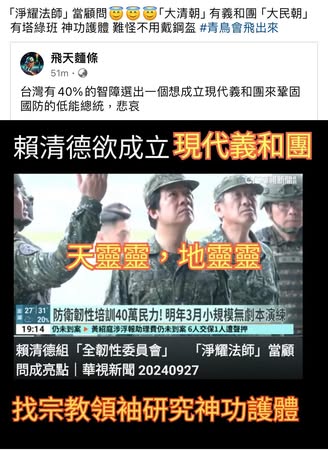 「淨耀法師」當顧問😇😇😇「大清朝」有義和團「大民朝」
有塔綠班 神功護體 難怪不用戴鋼盔 #青鳥會飛出來
飛天麵條
51m
台灣有40%的智障選出一個想成立現代義和團來鞏固
國防的低能總統，悲哀
賴清德欲成立 現代義和團
天靈靈，地靈靈
27 31
20%
防衛韌性培訓40萬民力! 明年3月小規模無劇本演練
19:14
仍未到案 ▶ 黃紹庭涉浮報助理費仍未到案 6人交保1人遭聲押
賴清德組「全韌性委員會」 「淨耀法師」當顧
問成亮點｜華視新聞 20240927
找宗教領袖研究神功護體